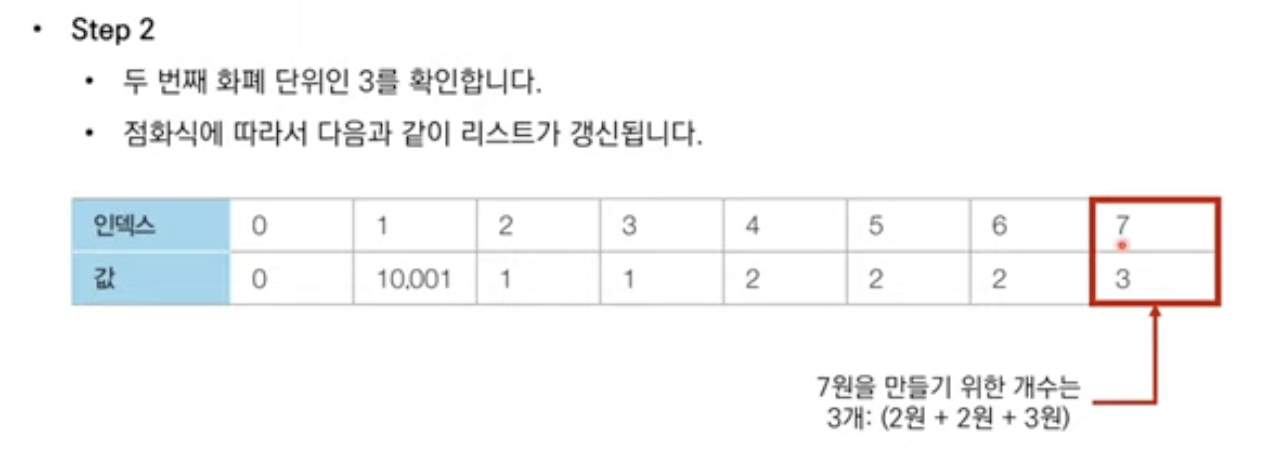 • Step 2
• 두 번째 화폐 단위인 3를 확인합니다.
• 점화식에 따라서 다음과 같이 리스트가 갱신됩니다.
인덱스 0 1 2 3 4 5 6 7
값 0 10,001 1 1 2 2 2 3
7원을 만들기 위한 개수는
3개: (2원 + 2원 + 3원)